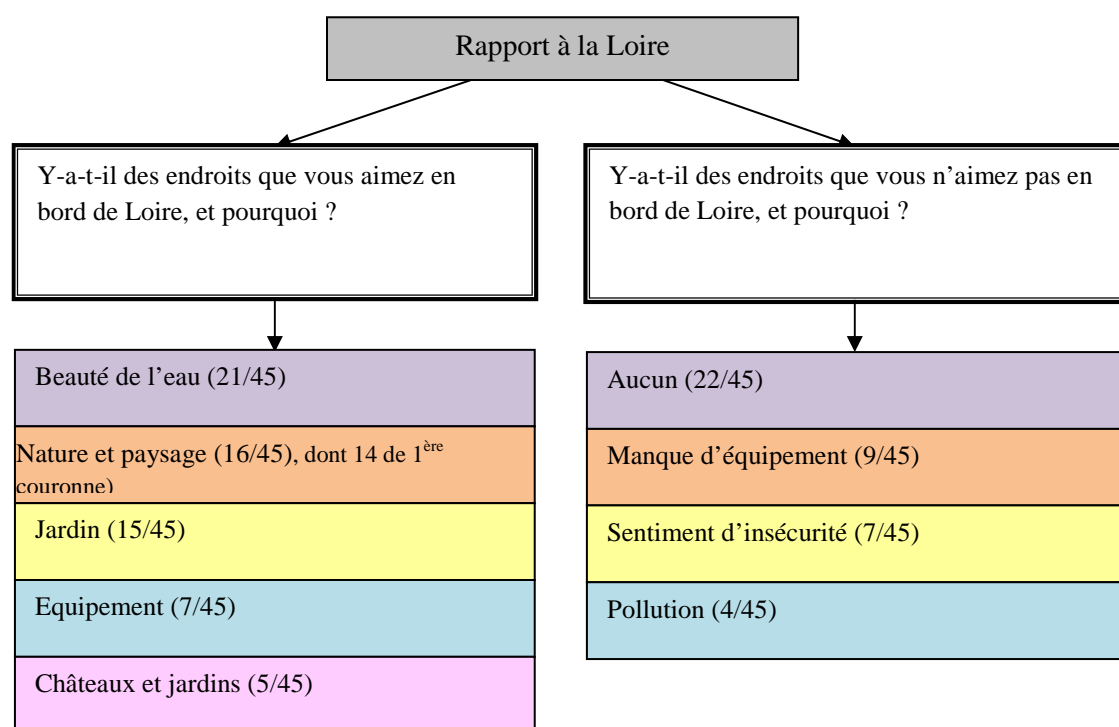 Rapport à la Loire
Y-a-t-il des endroits que vous aimez en
bord de Loire, et pourquoi ?
Y-a-t-il des endroits que vous n’aimez pas en
bord de Loire, et pourquoi ?
Beauté de l’eau (21/45)
Nature et paysage (16/45), dont 14 de 1ère
couronne)
Jardin (15/45)
Equipement (7/45)
Châteaux et jardins (5/45)
Aucun (22/45)
Manque d’équipement (9/45)
Sentiment d’insécurité (7/45)
Pollution (4/45)